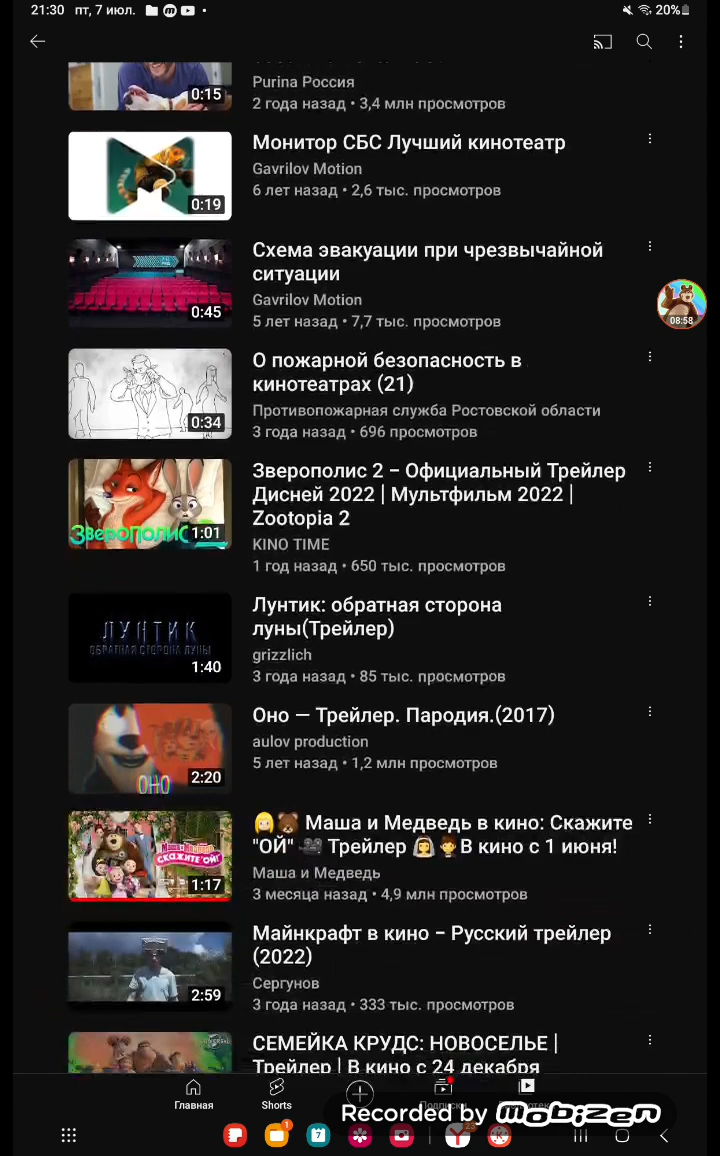 21:30 пт, 7 июл. 20%
0:15
Purina Россия
2 года назад • 3,4 млн просмотров
Монитор СБС Лучший кинотеатр
Gavrilov Motion
6 лет назад • 2,6 тыс. просмотров
0:19
Схема эвакуации при чрезвычайной
ситуации
Gavrilov Motion
5 лет назад • 7,7 тыс. просмотров
0:45
08:58
О пожарной безопасность в
кинотеатрах (21)
Противопожарная служба Ростовской области
3 года назад • 696 просмотров
0:34
Зверополис 2 – Официальный Трейлер
Дисней 2022 | Мультфильм 2022 |
Zootopia 2
KINO TIME
1 год назад • 650 тыс. просмотров
1:01
Лунтик: обратная сторона
луны(Трейлер)
grizzlich
3 года назад • 85 тыс. просмотров
ЛУНТИК
ОБРАТНАЯ СТОРОНА ЛУНЫ
1:40
Оно — Трейлер. Пародия.(2017)
aulov production
5 лет назад • 1,2 млн просмотров
ОНО
2:20
👱‍♀️🐻 Маша и Медведь в кино: Скажите
"ОЙ" 🎥 Трейлер 👰🤵В кино с 1 июня!
Маша и Медведь
3 месяца назад • 4,9 млн просмотров
Маша и Медведь
СКАЖИТЕ "ОЙ!"
1:17
Майнкрафт в кино – Русский трейлер
(2022)
Сергунов
3 года назад • 333 тыс. просмотров
2:59
СЕМЕЙКА КРУДС: НОВОСЕЛЬЕ |
Трейлер | В кино с 24 декабря
Главная
Shorts
Recorded by mobizen
1
7
23